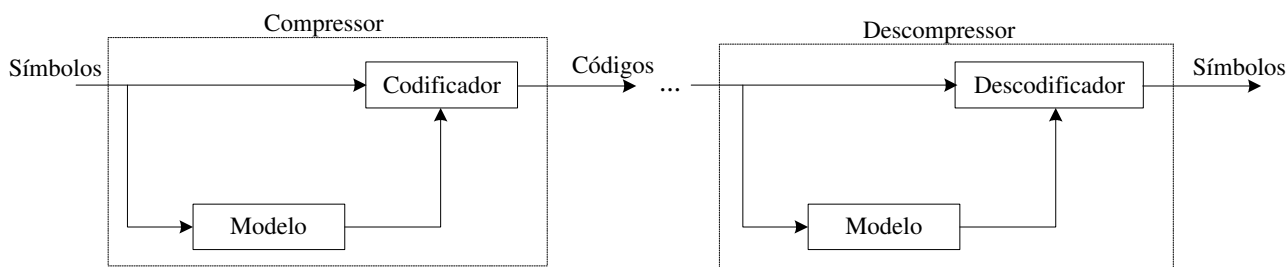 Compressor
Símbolos
Codificador
Modelo
Códigos
...
Descompressor
Descodificador
Modelo
Símbolos